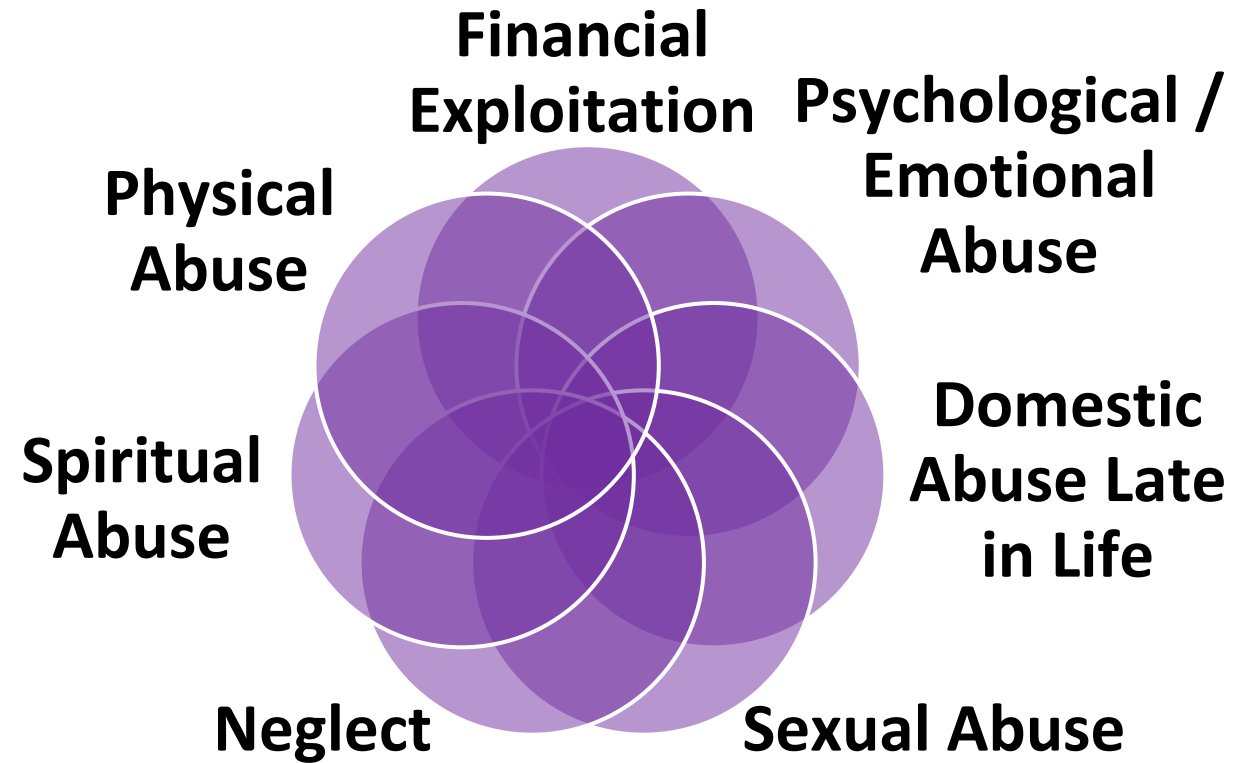 Financial
Exploitation
Psychological /
Emotional
Abuse
Domestic
Abuse Late
in Life
Sexual Abuse
Neglect
Spiritual
Abuse
Physical
Abuse